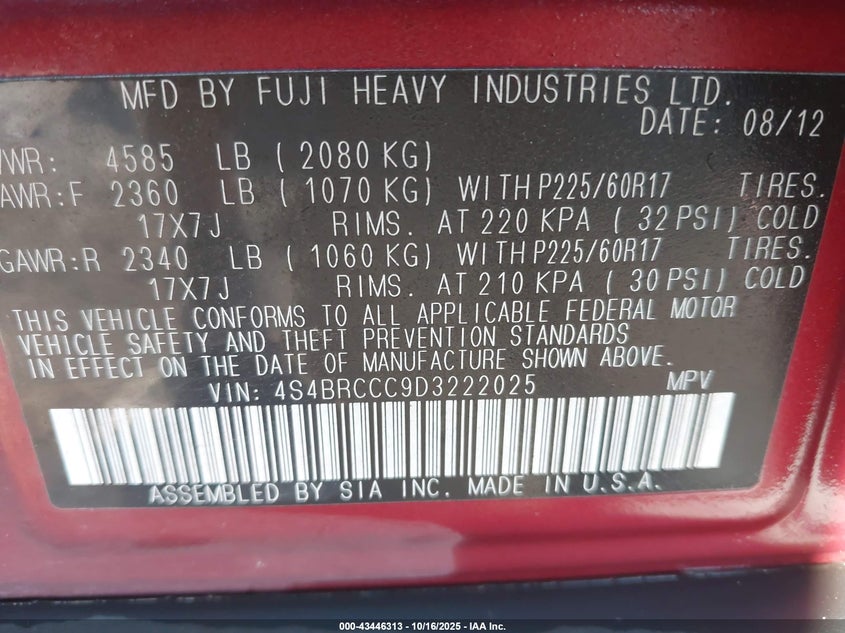 MFD BY FUJI HEAVY INDUSTRIES LTD.
DATE: 08/12
VWR: 4585 LB ( 2080 KG)
AWR:F 2360 LB ( 1070 KG) WITH P225/60R17 TIRES.
17X7J RIMS. AT 220 KPA ( 32 PSI) COLD
GAWR:R 2340 LB ( 1060 KG) WITH P225/60R17 TIRES.
17X7J RIMS. AT 210 KPA ( 30 PSI) COLD
THIS VEHICLE CONFORMS TO ALL APPLICABLE FEDERAL MOTOR
VEHICLE SAFETY AND THEFT PREVENTION STANDARDS
IN EFFECT ON THE DATE OF MANUFACTURE SHOWN ABOVE.
VIN: 4S4BRCCC9D3222025 MPV
ASSEMBLED BY SIA INC. MADE IN U.S.A.
000-43446313 - 10/16/2025 - IAA Inc.